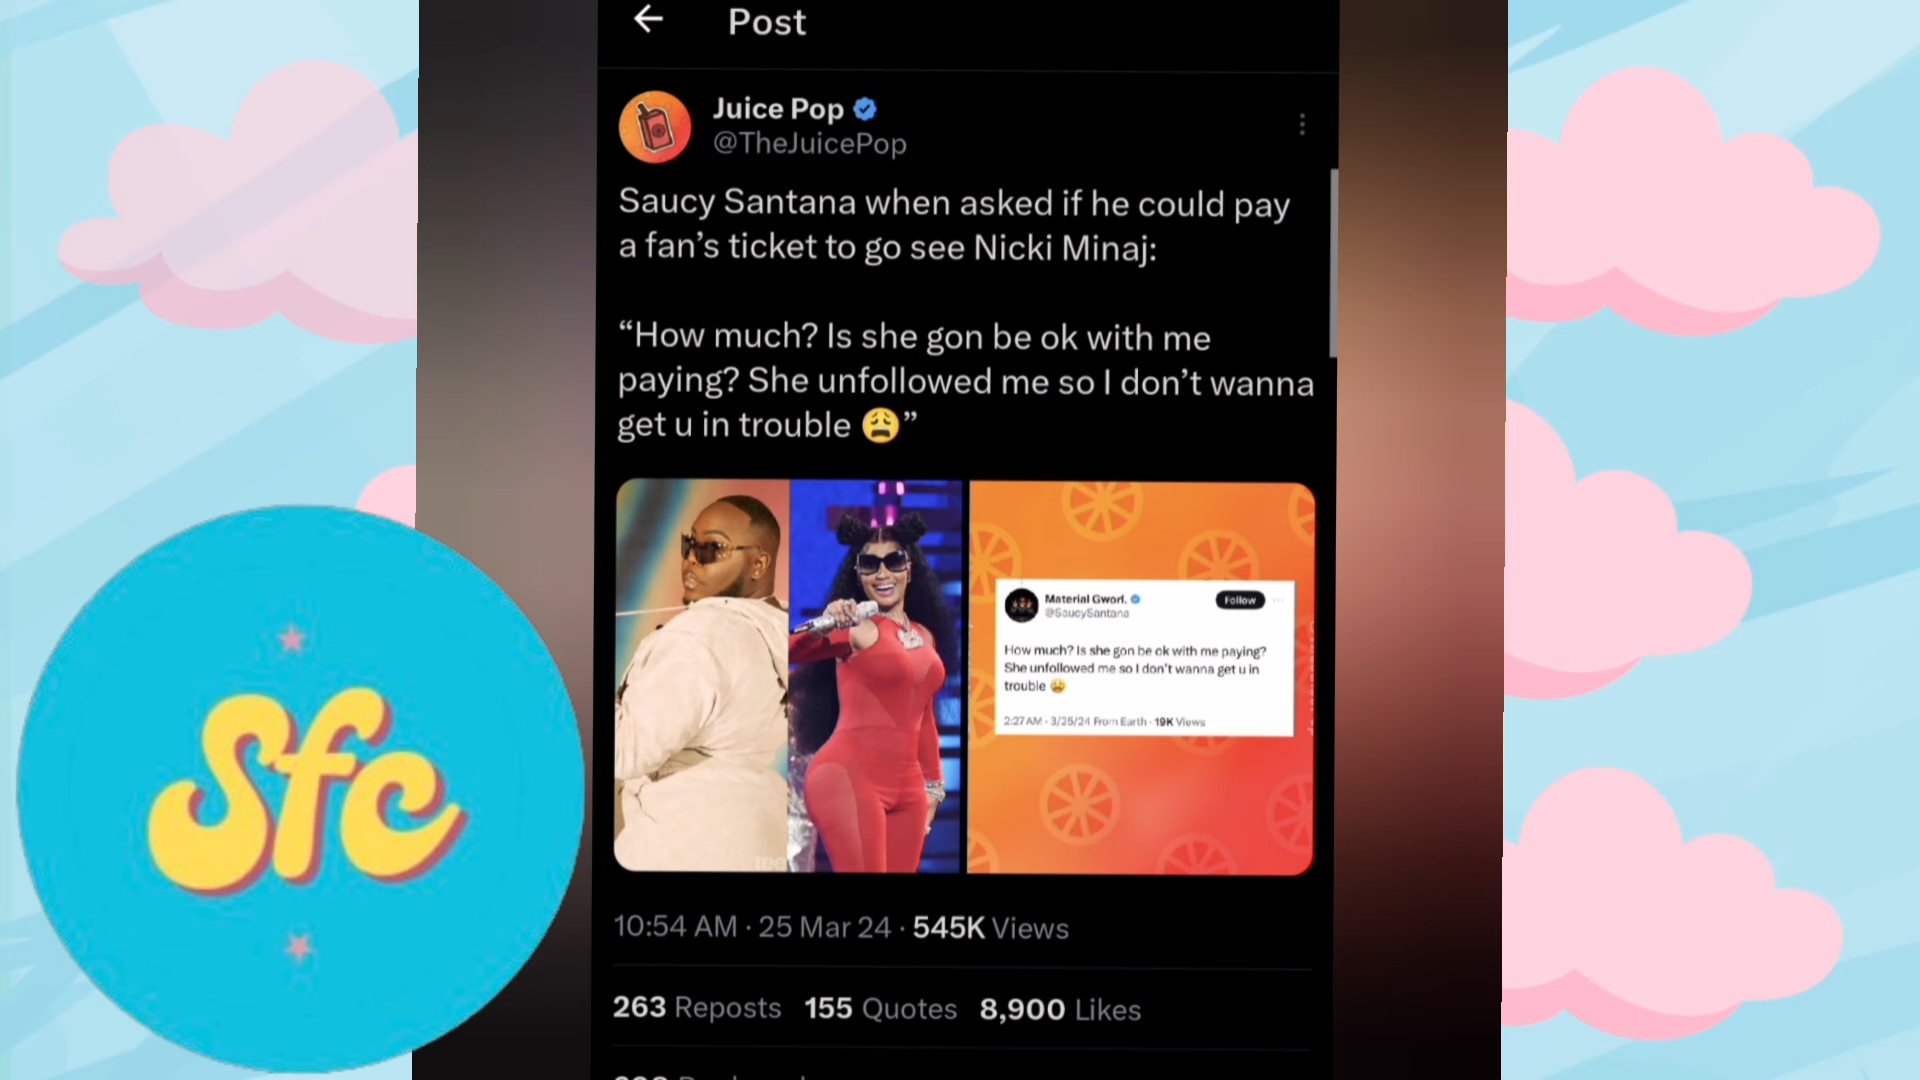 Post
Juice Pop
@TheJuicePop
Saucy Santana when asked if he could pay
a fan’s ticket to go see Nicki Minaj:
“How much? Is she gon be ok with me
paying? She unfollowed me so I don’t wanna
get u in trouble 😩”
Material Gworl.
@SaucySantana
Follow
How much? Is she gon be ok with me paying?
She unfollowed me so I don't wanna get u in
trouble 😩
2:27 AM · 3/25/24 From Earth · 19K Views
10:54 AM · 25 Mar 24 · 545K Views
263 Reposts 155 Quotes 8,900 Likes
sfc